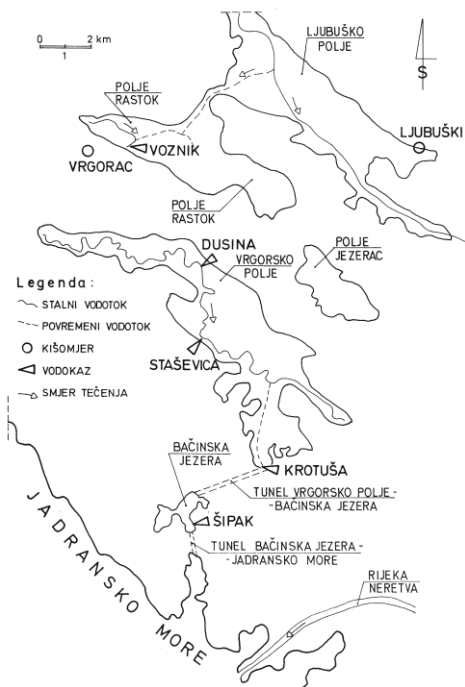 0 2 km
1
LJUBUŠKO
POLJE
S
POLJE
RASTOK
LJUBUŠKI
VRGORAC
VOZNIK
POLJE
RASTOK
DUSINA
VRGORSKO
POLJE
POLJE
JEZERAC
Legenda:
STALNI VODOTOK
POVREMENI VODOTOK
KIŠOMJER
VODOKAZ
SMJER TEČENJA
STAŠEVICA
BAČINSKA
JEZERA
KROTUŠA
TUNEL VRGORSKO POLJE -
-BAČINSKA JEZERA
ŠIPAK
TUNEL BAČINSKA JEZERA -
-JADRANSKO MORE
JADRANSKO MORE
RIJEKA
NERETVA